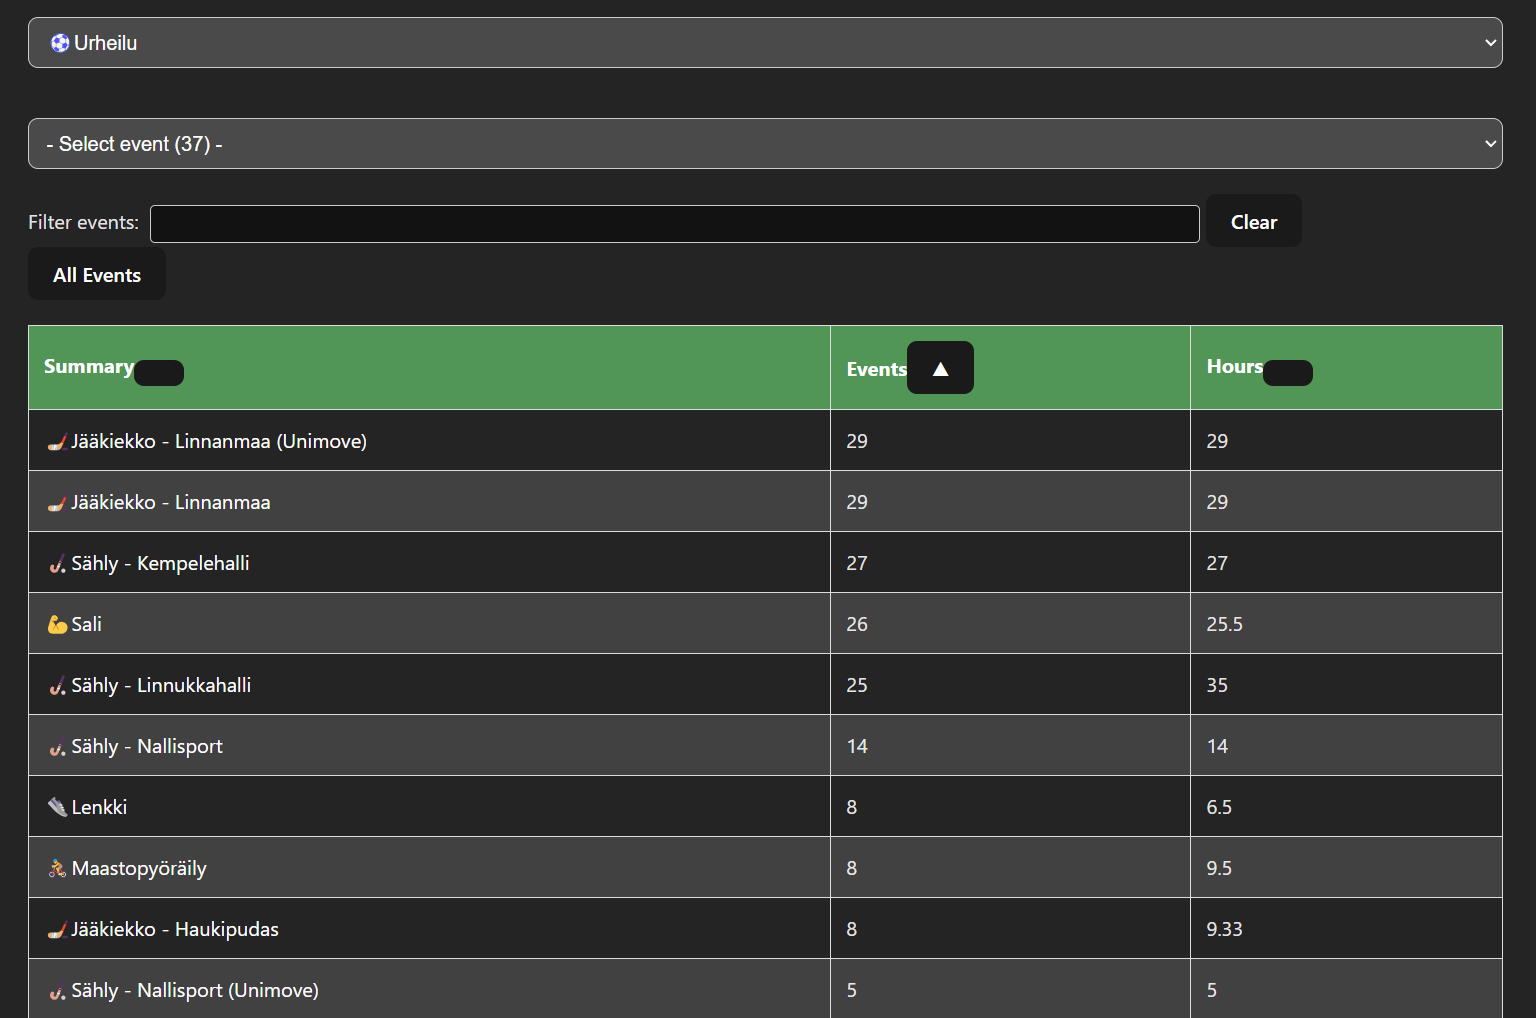 ⚽ Urheilu
- Select event (37) -
Filter events: Clear
All Events
Summary Events ▲ Hours
🏒 Jääkiekko - Linnanmaa (Unimove) 29 29
🏒 Jääkiekko - Linnanmaa 29 29
🏑 Sähly - Kempelehalli 27 27
💪 Sali 26 25.5
🏑 Sähly - Linnukkahalli 25 35
🏑 Sähly - Nallisport 14 14
👟 Lenkki 8 6.5
🚴 Maastopyöräily 8 9.5
🏒 Jääkiekko - Haukipudas 8 9.33
🏑 Sähly - Nallisport (Unimove) 5 5